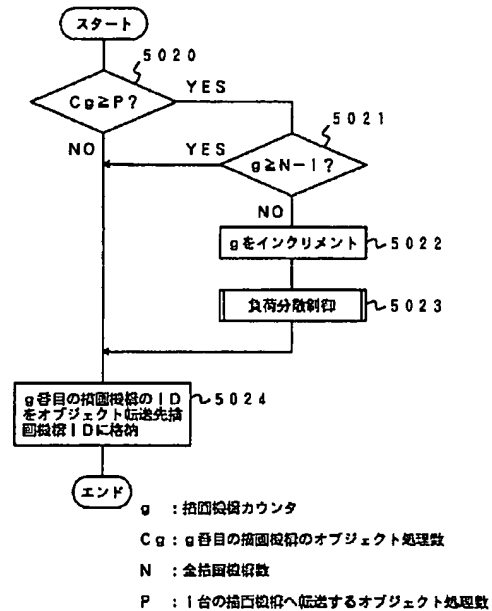 スタート
5020
Cg≧P?
YES
5021
NO
YES
g≧N-1?
NO
gをインクリメント
5022
負荷分散制御
5023
g番目の描画機構のID
をオブジェクト転送先描
画機構IDに格納
5024
エンド
g :描画機構カウンタ
Cg:g番目の描画機構のオブジェクト処理数
N :全描画機構数
P :1台の描画機構へ転送するオブジェクト処理数